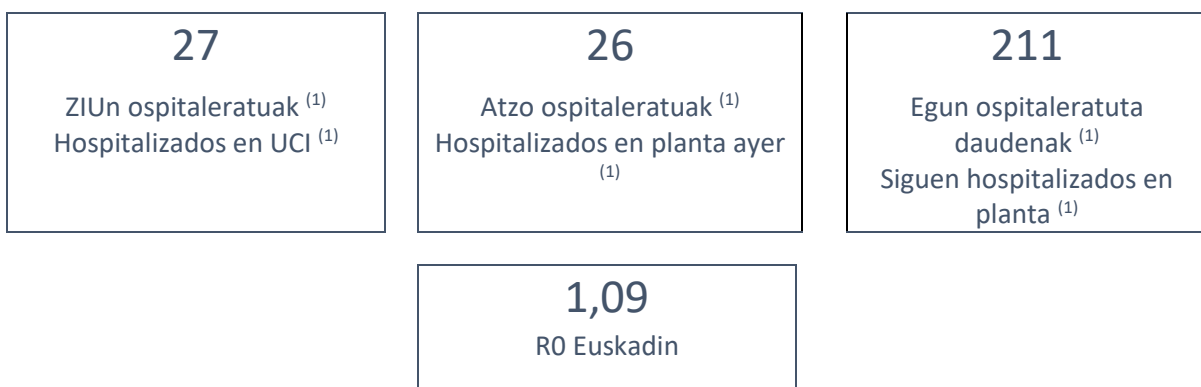 27
ZIUn ospitaleratuak (1)
Hospitalizados en UCI (1)
26
Atzo ospitaleratuak (1)
Hospitalizados en planta ayer
(1)
211
Egun ospitaleratuta
daudenak (1)
Siguen hospitalizados en
planta (1)
1,09
R0 Euskadin